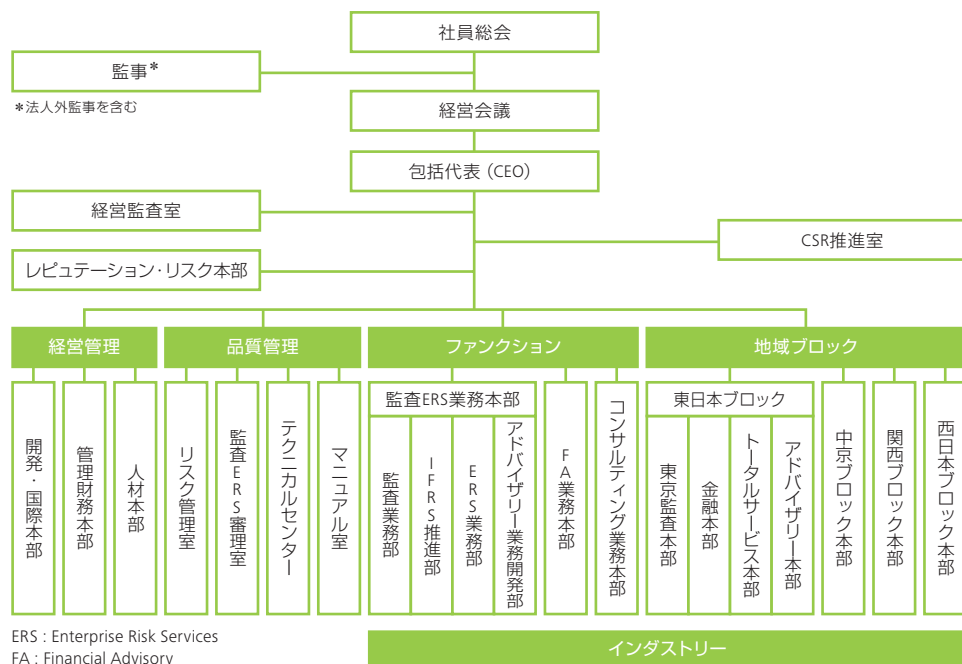 社員総会
監事*
*法人外監事を含む
経営会議
包括代表（CEO）
経営監査室
CSR推進室
レピュテーション・リスク本部
経営管理
品質管理
ファンクション
地域ブロック
開発・国際本部
管理財務本部
人材本部
リスク管理室
監査ERS審理室
テクニカルセンター
マニュアル室
監査ERS業務本部
監査業務部
IFRS推進部
ERS業務部
アドバイザリー業務開発部
FA業務本部
コンサルティング業務本部
東日本ブロック
東京監査本部
金融本部
トータルサービス本部
アドバイザリー本部
中京ブロック本部
関西ブロック本部
西日本ブロック本部
ERS : Enterprise Risk Services
FA : Financial Advisory
インダストリー